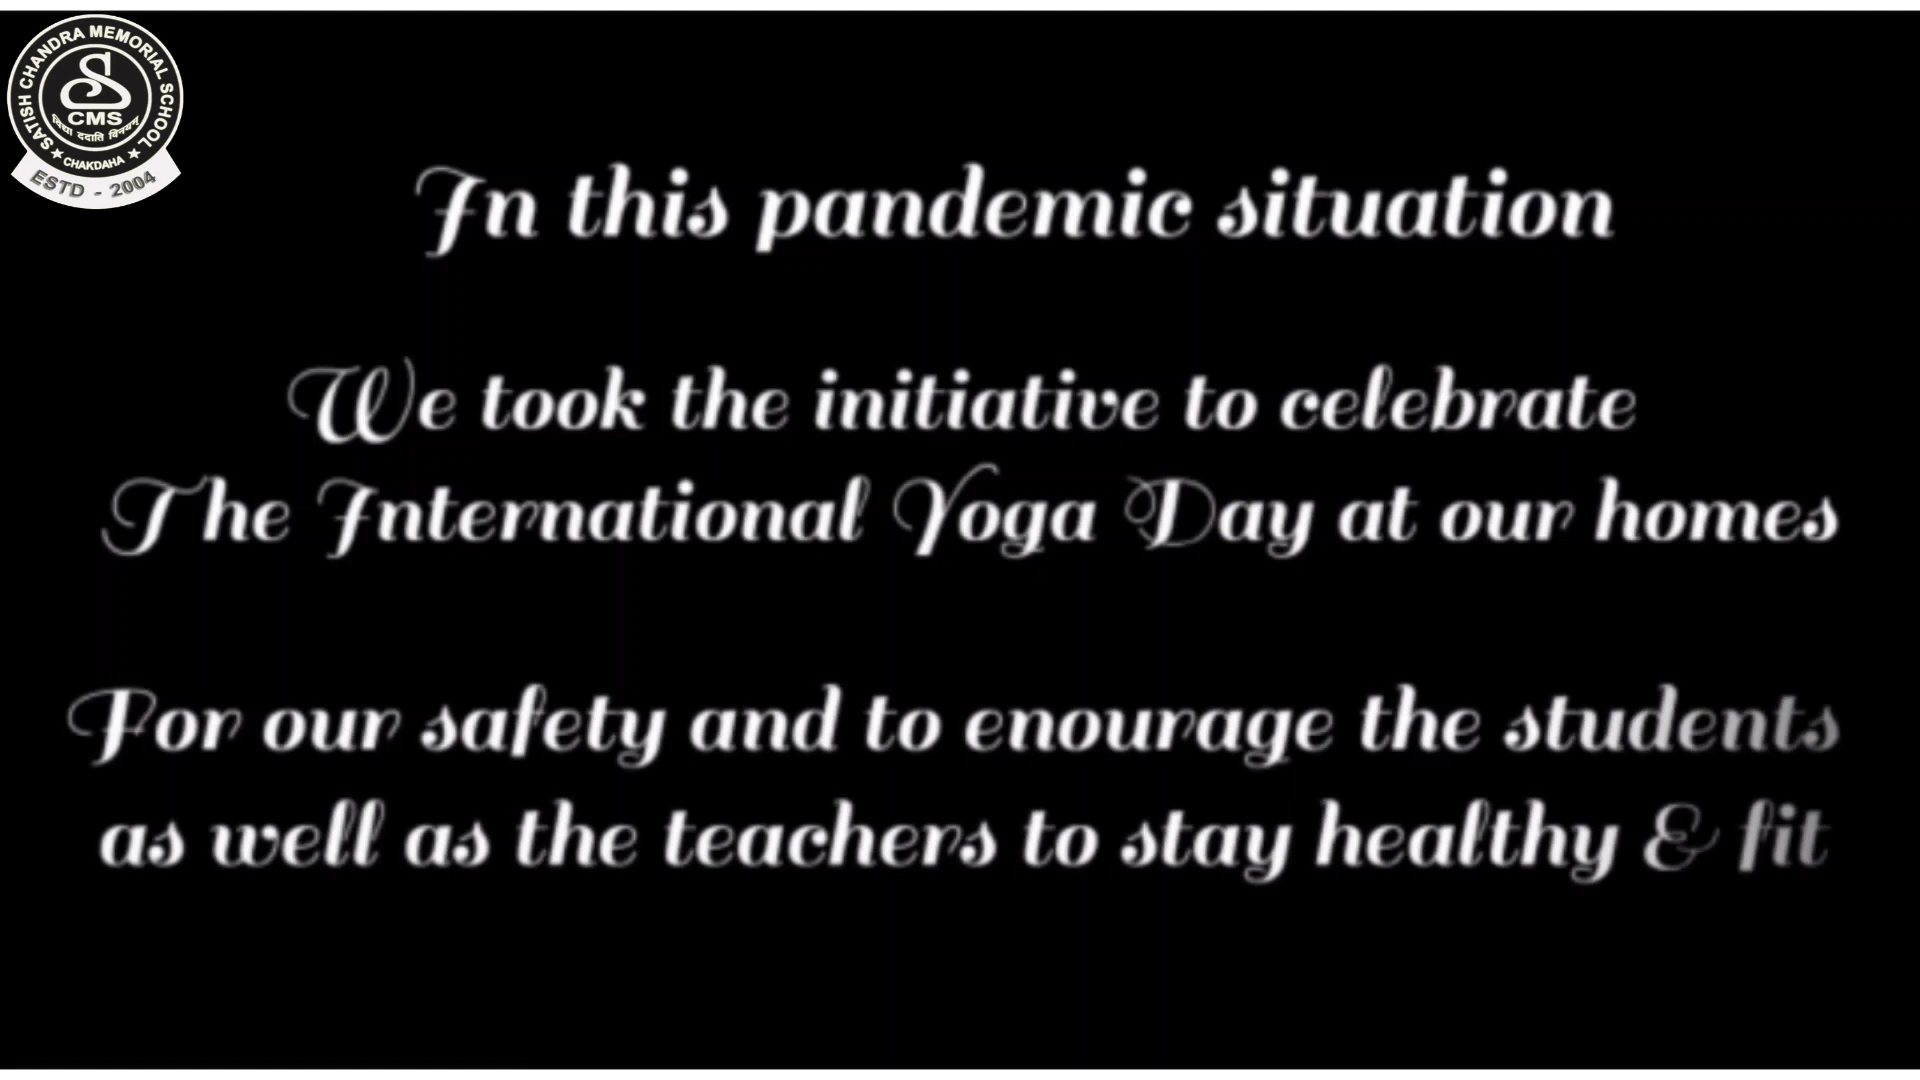 SATISH CHANDRA MEMORIAL SCHOOL
S
CMS
विद्या ददाति विनयम्
★ CHAKDAHA ★
ESTD - 2004
In this pandemic situation
We took the initiative to celebrate
The International Yoga Day at our homes
For our safety and to enourage the students
as well as the teachers to stay healthy & fit